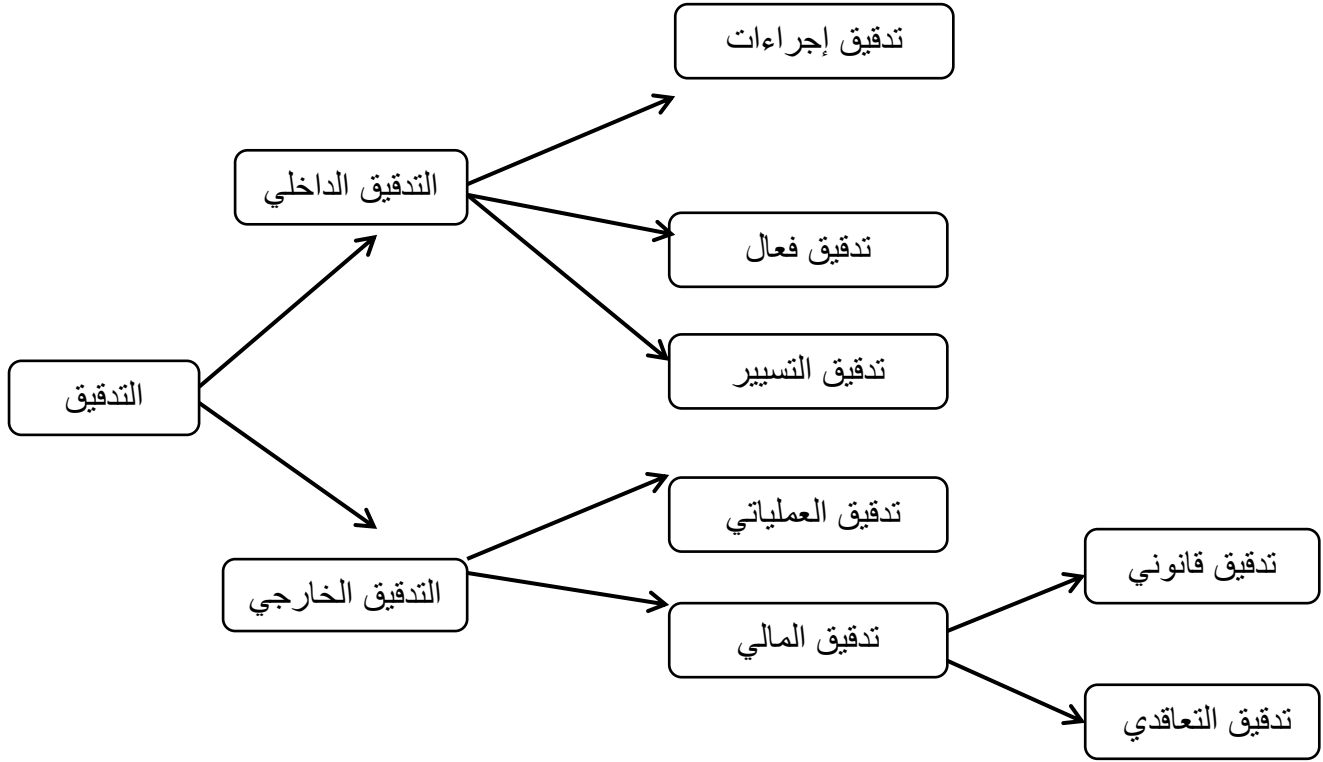 تدقيق إجراءات
التدقيق الداخلي
تدقيق فعال
تدقيق التسيير
التدقيق
تدقيق العملياتي
تدقيق قانوني
التدقيق الخارجي
تدقيق المالي
تدقيق التعاقدي